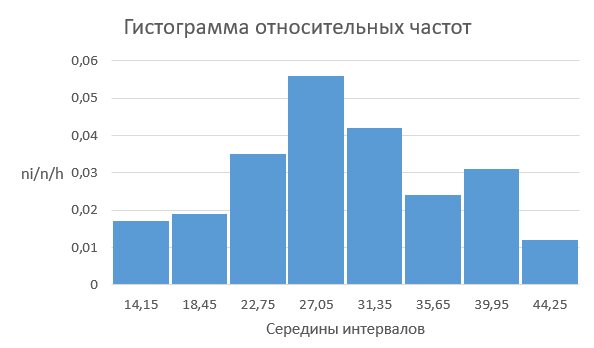 Гистограмма относительных частот
0,06
0,05
0,04
0,03
0,02
0,01
0
ni/n/h
14,15 18,45 22,75 27,05 31,35 35,65 39,95 44,25
Середины интервалов